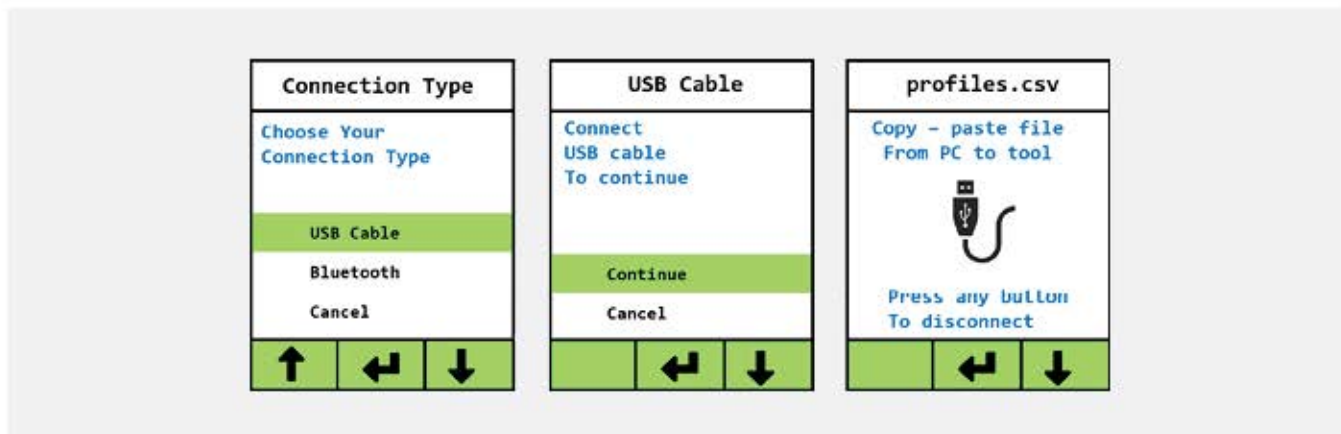 Connection Type
Choose Your
Connection Type
USB Cable
Bluetooth
Cancel
USB Cable
Connect
USB cable
To continue
Continue
Cancel
profiles.csv
Copy – paste file
From PC to tool
Press any button
To disconnect